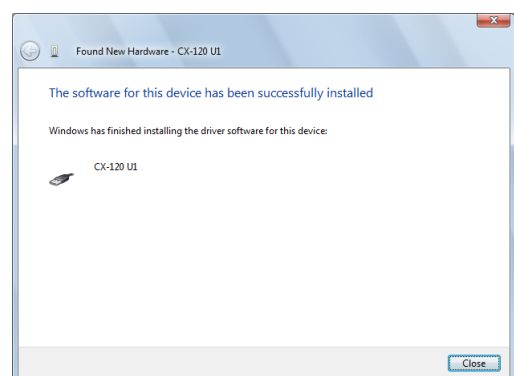 Found New Hardware - CX-120 U1
The software for this device has been successfully installed
Windows has finished installing the driver software for this device:
CX-120 U1
Close